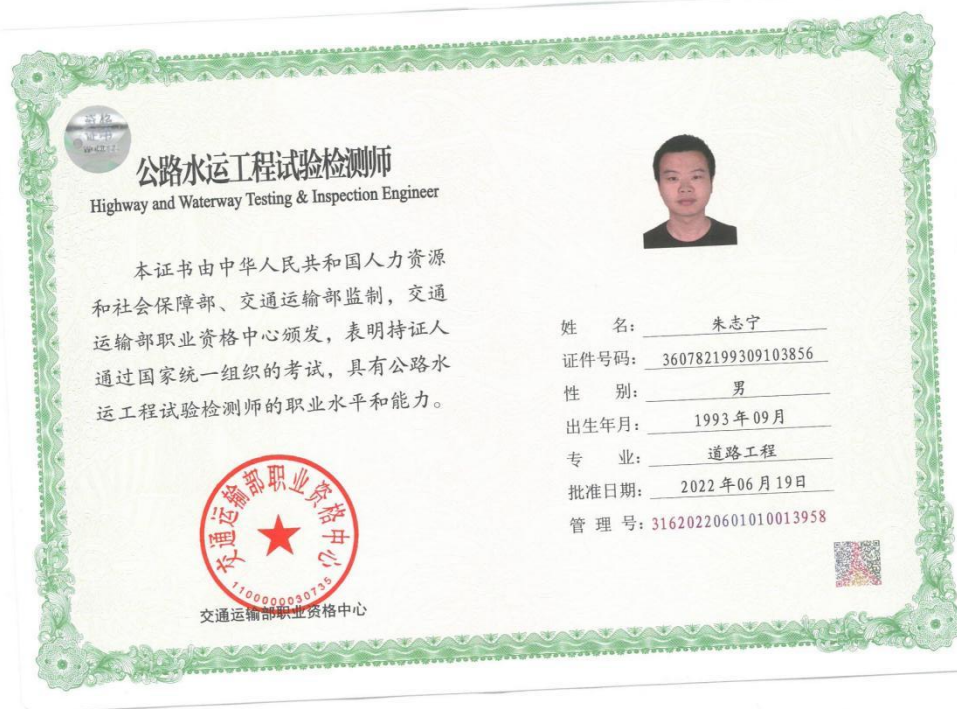 公路水运工程试验检测师
Highway and Waterway Testing & Inspection Engineer
本证书由中华人民共和国人力资源
和社会保障部、交通运输部监制，交通
运输部职业资格中心颁发，表明持证人
通过国家统一组织的考试，具有公路水
运工程试验检测师的职业水平和能力。
交通运输部职业资格中心
1100000030735
交通运输部职业资格中心
姓 名：朱志宁
证件号码：360782199309103856
性 别：男
出生年月：1993年09月
专 业：道路工程
批准日期：2022年06月19日
管 理 号：31620220601010013958